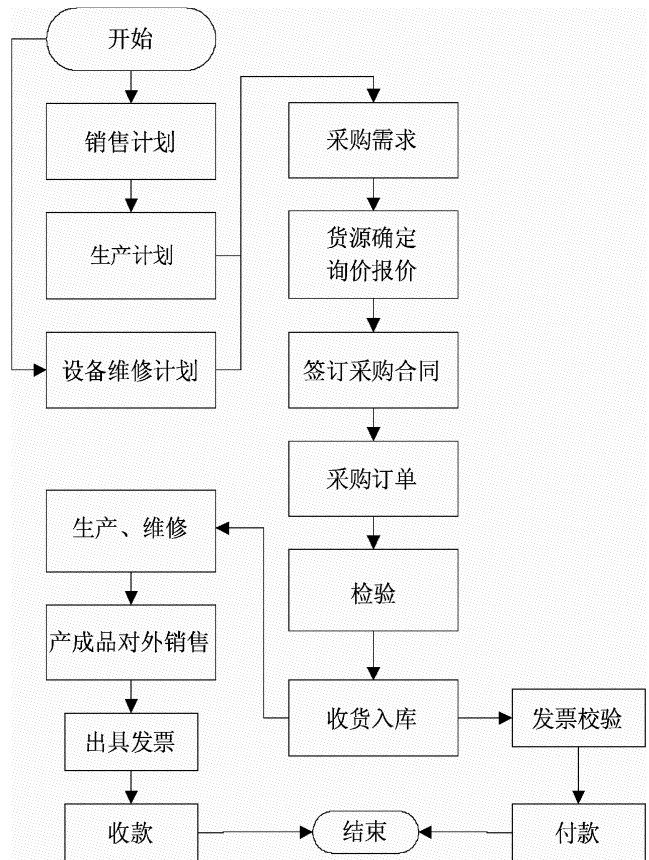 开始
销售计划
生产计划
设备维修计划
采购需求
货源确定
询价报价
签订采购合同
采购订单
检验
收货入库
生产、维修
产成品对外销售
出具发票
收款
发票校验
付款
结束